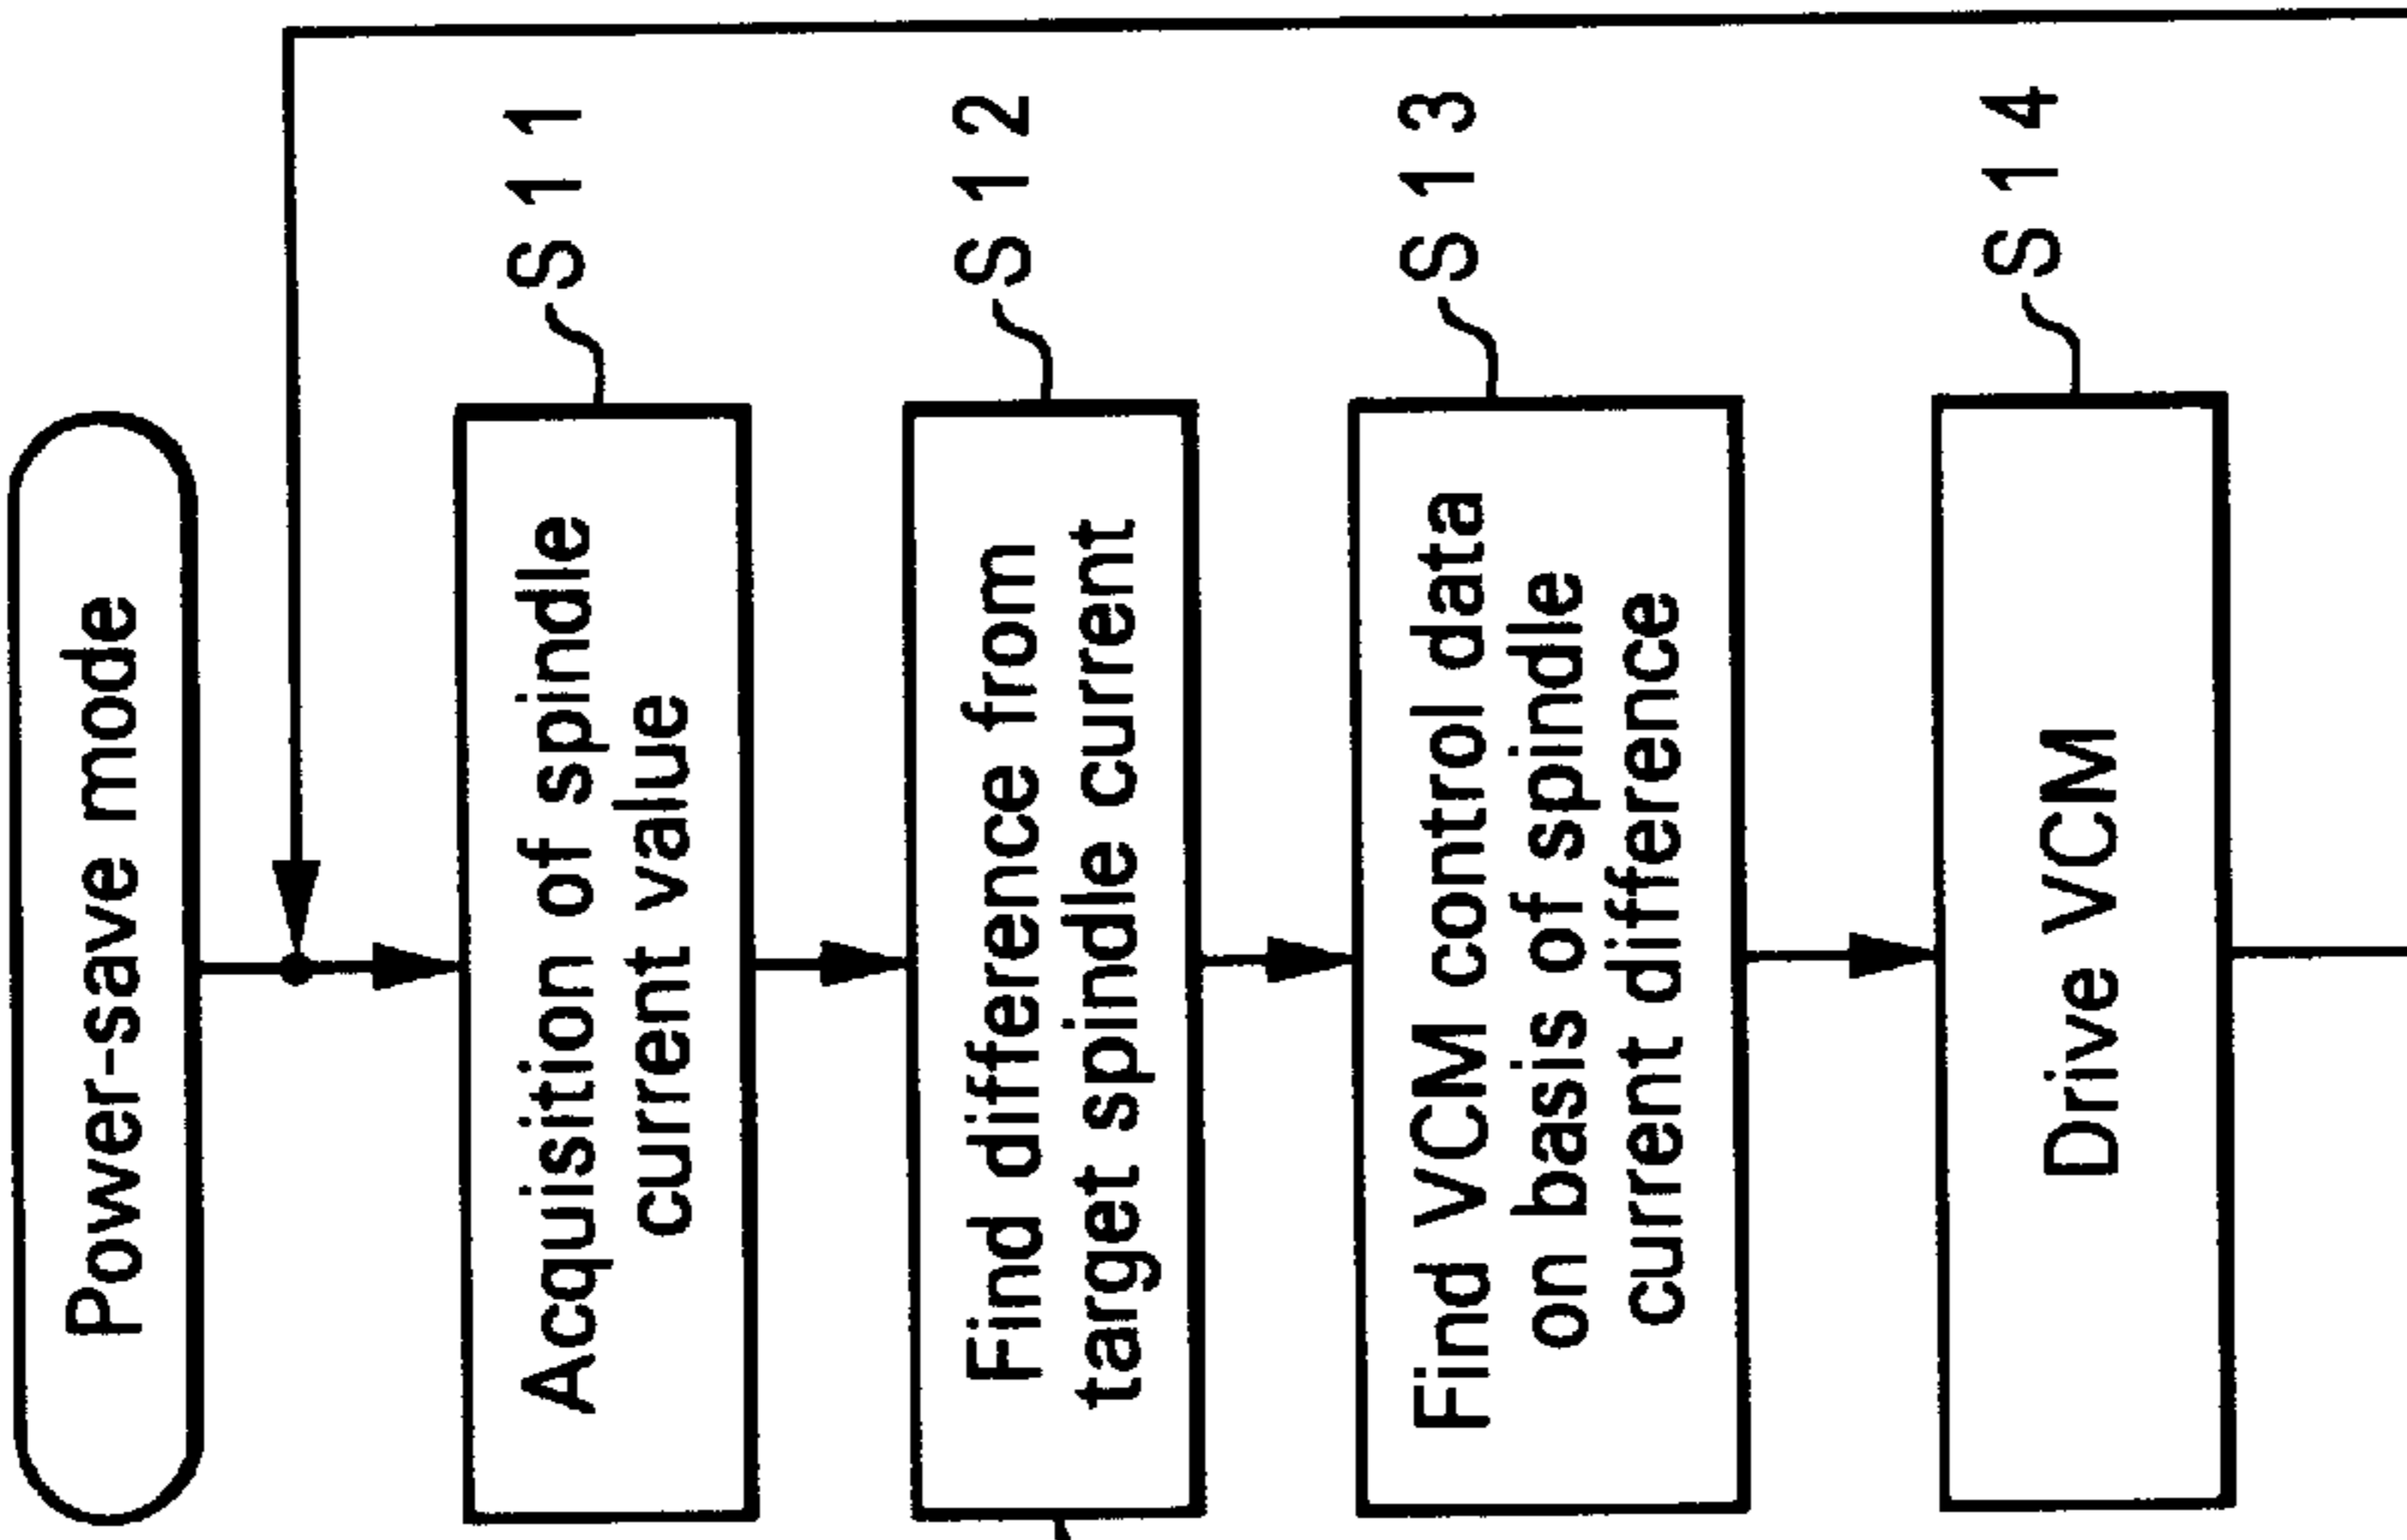 Power-save mode
S11
Acquisition of spindle
current value
S12
Find difference from
target spindle current
S13
Find VCM control data
on basis of spindle
current difference
S14
Drive VCM